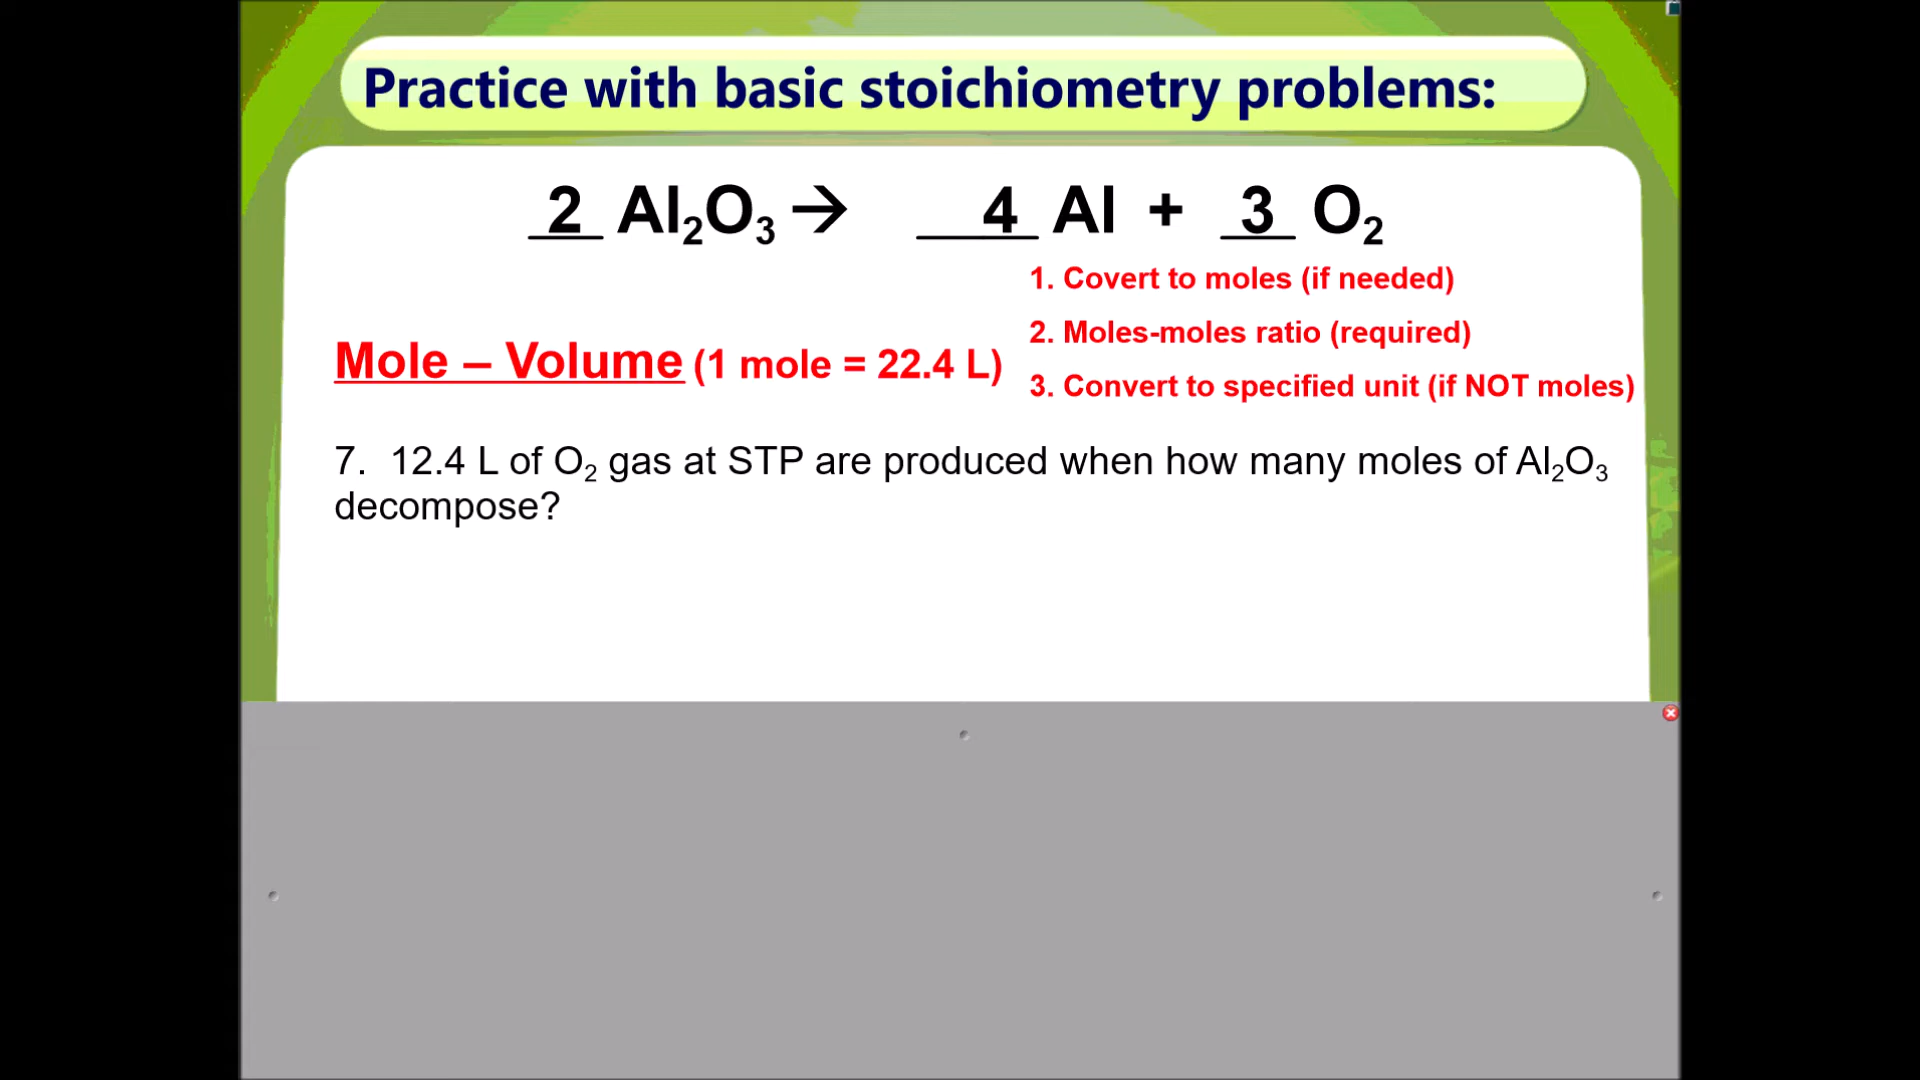 Practice with basic stoichiometry problems:
2 Al₂O₃ → 4 Al + 3 O₂
1. Covert to moles (if needed)
2. Moles-moles ratio (required)
Mole – Volume (1 mole = 22.4 L)
3. Convert to specified unit (if NOT moles)
7. 12.4 L of O₂ gas at STP are produced when how many moles of Al₂O₃
decompose?